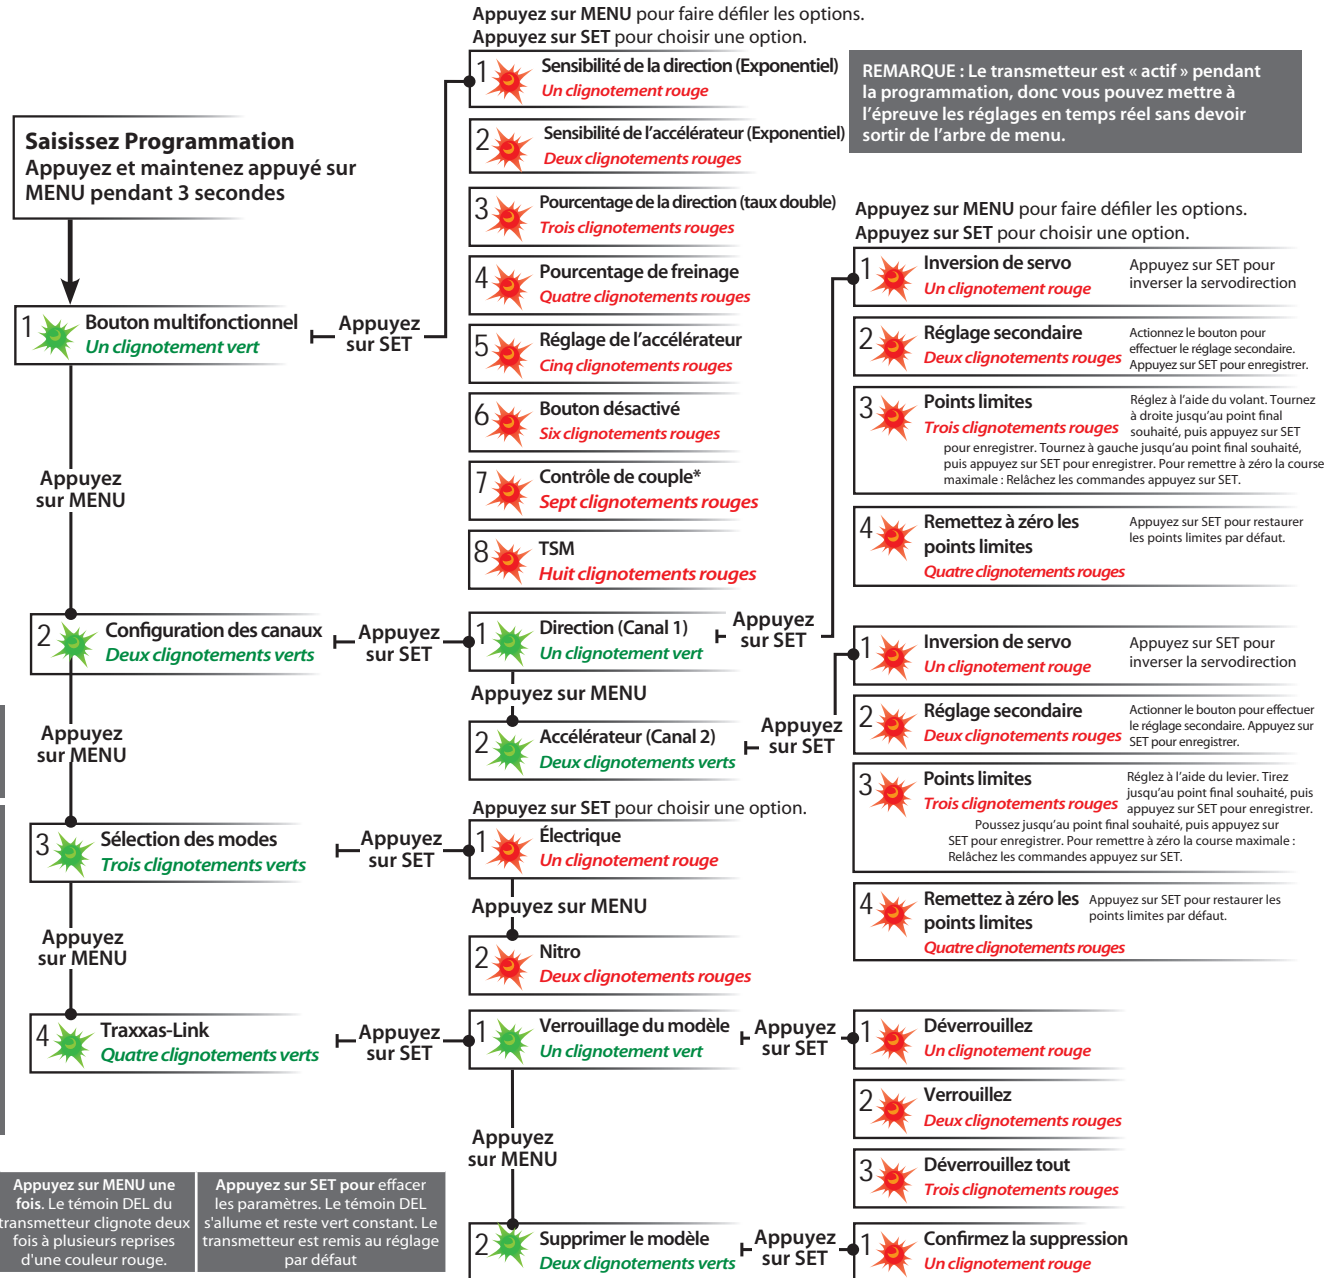 Appuyez sur MENU pour faire défiler les options.
Appuyez sur SET pour choisir une option.
1 Sensibilité de la direction (Exponentiel)
Un clignotement rouge
2 Sensibilité de l'accélérateur (Exponentiel)
Deux clignotements rouges
3 Pourcentage de la direction (taux double)
Trois clignotements rouges
4 Pourcentage de freinage
Quatre clignotements rouges
5 Réglage de l'accélérateur
Cinq clignotements rouges
6 Bouton désactivé
Six clignotements rouges
7 Contrôle de couple*
Sept clignotements rouges
8 TSM
Huit clignotements rouges
REMARQUE : Le transmetteur est « actif » pendant
la programmation, donc vous pouvez mettre à
l'épreuve les réglages en temps réel sans devoir
sortir de l'arbre de menu.
Saisissez Programmation
Appuyez et maintenez appuyé sur
MENU pendant 3 secondes
1 Bouton multifonctionnel
Un clignotement vert
Appuyez
sur SET
Appuyez
sur MENU
2 Configuration des canaux
Deux clignotements verts
Appuyez
sur SET
1 Direction (Canal 1)
Un clignotement vert
Appuyez
sur SET
Appuyez sur MENU
2 Accélérateur (Canal 2)
Deux clignotements verts
Appuyez
sur SET
Appuyez sur MENU pour faire défiler les options.
Appuyez sur SET pour choisir une option.
1 Inversion de servo
Un clignotement rouge
Appuyez sur SET pour
inverser la servodirection
2 Réglage secondaire
Deux clignotements rouges
Actionnez le bouton pour
effectuer le réglage secondaire.
Appuyez sur SET pour enregistrer.
3 Points limites
Trois clignotements rouges
Réglez à l'aide du volant. Tournez
à droite jusqu'au point final
souhaité, puis appuyez sur SET
pour enregistrer. Tournez à gauche jusqu'au point final souhaité,
puis appuyez sur SET pour enregistrer. Pour remettre à zéro la course
maximale : Relâchez les commandes appuyez sur SET.
4 Remettez à zéro les
points limites
Quatre clignotements rouges
Appuyez sur SET pour restaurer
les points limites par défaut.
1 Inversion de servo
Un clignotement rouge
Appuyez sur SET pour
inverser la servodirection
2 Réglage secondaire
Deux clignotements rouges
Actionner le bouton pour effectuer
le réglage secondaire. Appuyez sur
SET pour enregistrer.
3 Points limites
Trois clignotements rouges
Réglez à l'aide du levier. Tirez
jusqu'au point final souhaité, puis
appuyez sur SET pour enregistrer.
Poussez jusqu'au point final souhaité, puis appuyez sur
SET pour enregistrer. Pour remettre à zéro la course maximale :
Relâchez les commandes appuyez sur SET.
4 Remettez à zéro les
points limites
Quatre clignotements rouges
Appuyez sur SET pour restaurer les
points limites par défaut.
Appuyez
sur MENU
3 Sélection des modes
Trois clignotements verts
Appuyez
sur SET
Appuyez sur SET pour choisir une option.
1 Électrique
Un clignotement rouge
Appuyez sur MENU
2 Nitro
Deux clignotements rouges
Appuyez
sur MENU
4 Traxxas-Link
Quatre clignotements verts
Appuyez
sur SET
1 Verrouillage du modèle
Un clignotement vert
Appuyez
sur SET
1 Déverrouillez
Un clignotement rouge
2 Verrouillez
Deux clignotements rouges
3 Déverrouillez tout
Trois clignotements rouges
Appuyez
sur MENU
2 Supprimer le modèle
Deux clignotements verts
Appuyez
sur SET
1 Confirmez la suppression
Un clignotement rouge
Appuyez sur MENU une
fois. Le témoin DEL du
transmetteur clignote deux
fois à plusieurs reprises
d'une couleur rouge.
Appuyez sur SET pour effacer
les paramètres. Le témoin DEL
s'allume et reste vert constant. Le
transmetteur est remis au réglage
par défaut